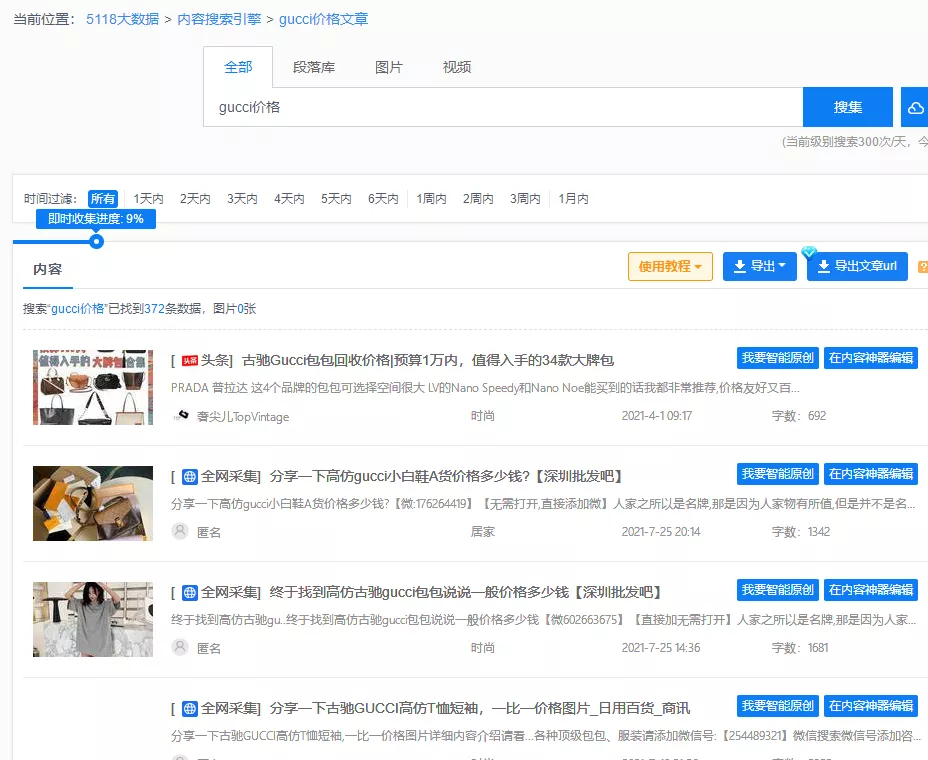 当前位置： 5118大数据 > 内容搜索引擎 > gucci价格文章
全部 段落库 图片 视频
gucci价格 搜集
(当前级别搜索300次/天，今
时间过滤: 所有 1天内 2天内 3天内 4天内 5天内 6天内 1周内 2周内 3周内 1月内
即时收集进度: 9%
内容 使用教程 导出 导出文章url
搜索“gucci价格”已找到372条数据，图片0张
值得入手的 大牌包合集
[ 头条 头条] 古驰Gucci包包回收价格|预算1万内，值得入手的34款大牌包 我要智能原创 在内容神器编辑
PRADA 普拉达 这4个品牌的包包可选择空间很大 LV的Nano Speedy和Nano Noe能买到的话我都非常推荐,价格友好又百...
奢尖儿TopVintage 时尚 2021-4-1 09:17 字数：692
[ 全网采集] 分享一下高仿gucci小白鞋A货价格多少钱?【深圳批发吧】 我要智能原创 在内容神器编辑
分享一下高仿gucci小白鞋A货价格多少钱?【微:176264419】【无需打开,直接添加微】人家之所以是名牌,那是因为人家物有所值,但是并不是名...
匿名 居家 2021-7-25 20:14 字数：1342
[ 全网采集] 终于找到高仿古驰gucci包包说说一般价格多少钱【深圳批发吧】 我要智能原创 在内容神器编辑
终于找到高仿古驰gu...终于找到高仿古驰gucci包包说说一般价格多少钱【微602663675】【直接加无需打开】人家之所以是名牌,那是因为人家...
匿名 时尚 2021-7-25 14:36 字数：1681
[ 全网采集] 分享一下古驰GUCCI高仿T恤短袖，一比一价格图片_日用百货_商讯 我要智能原创 在内容神器编辑
分享一下古驰GUCCI高仿T恤短袖,一比一价格图片详细内容介绍请看...各种顶级包包、服装请添加微信号:【254489321】微信搜索微信号添加咨...